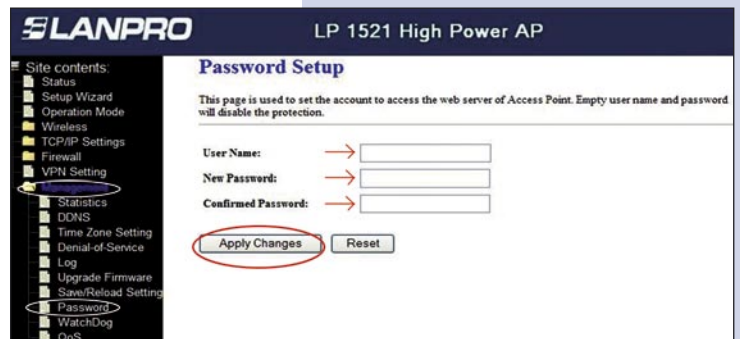 LANPRO
LP 1521 High Power AP
Site contents:
Status
Setup Wizard
Operation Mode
Wireless
TCP/IP Settings
Firewall
VPN Setting
Management
Statistics
DDNS
Time Zone Setting
Denial-of-Service
Log
Upgrade Firmware
Save/Reload Setting
Password
WatchDog
QoS
Password Setup
This page is used to set the account to access the web server of Access Point. Empty user name and password
will disable the protection.
User Name:
New Password:
Confirmed Password:
Apply Changes
Reset